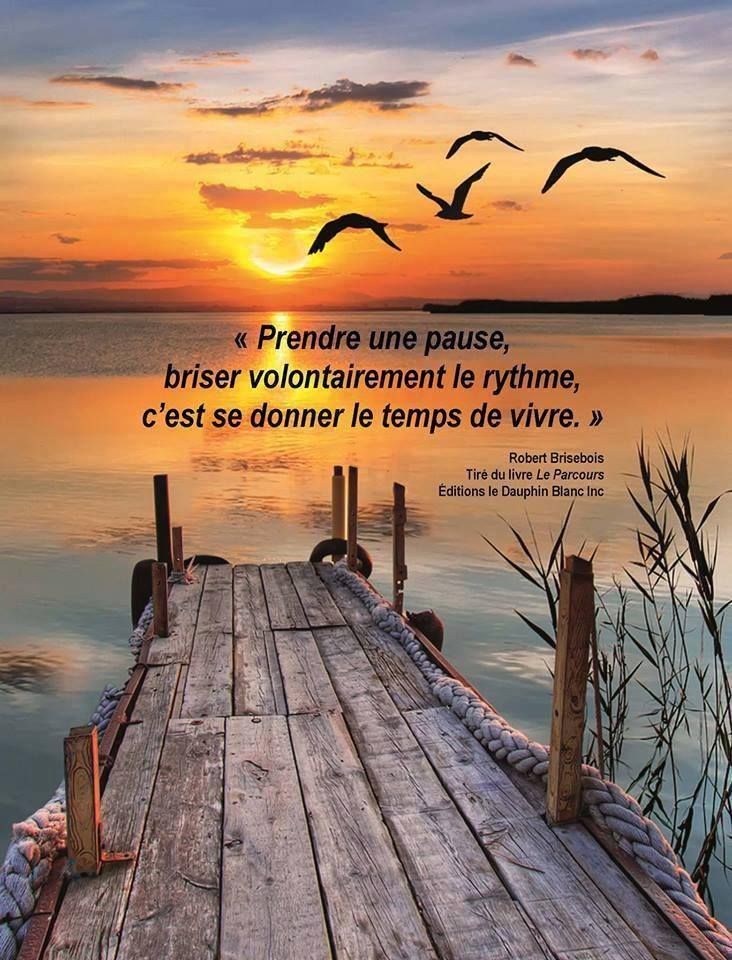 « Prendre une pause,
briser volontairement le rythme,
c’est se donner le temps de vivre. »
Robert Brisebois
Tiré du livre Le Parcours
Éditions le Dauphin Blanc Inc